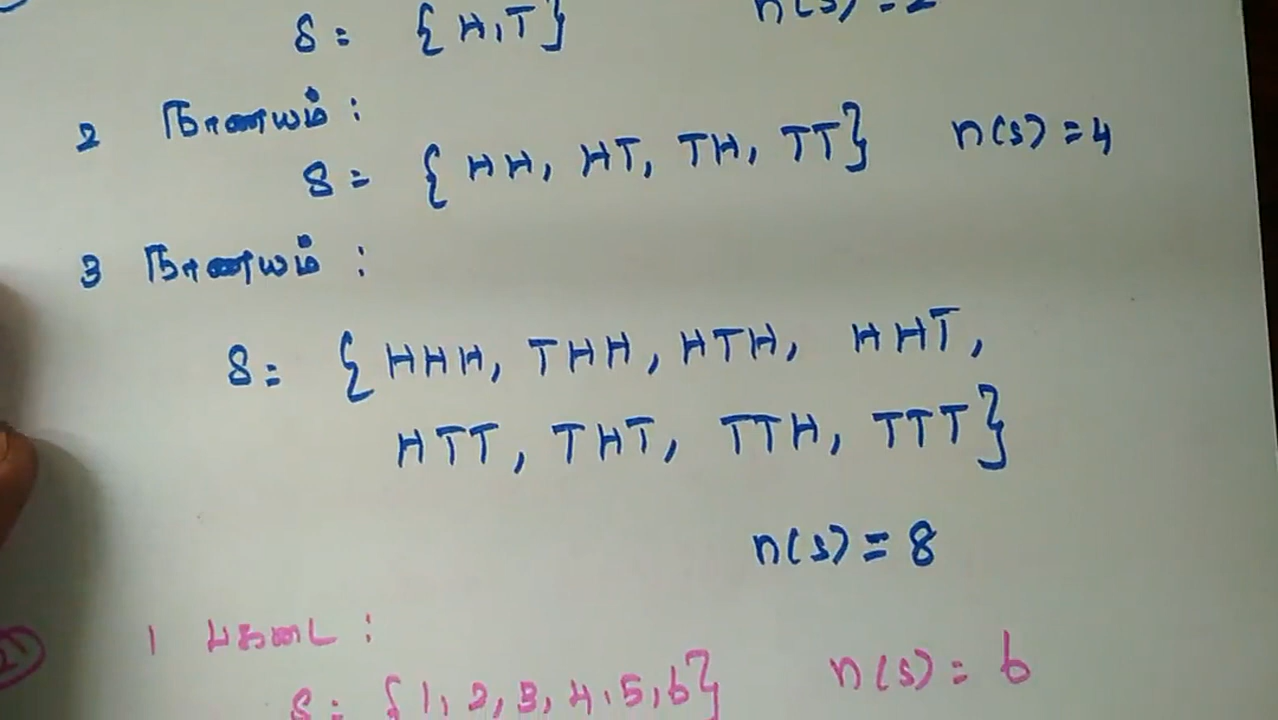 S = {H,T} n(s) = 2
2 நாணயம் :
S = {HH, HT, TH, TT} n(s) = 4
3 நாணயம் :
S = {HHH, THH, HTH, HHT,
HTT, THT, TTH, TTT}
n(s) = 8
1 பகடை :
S = {1, 2, 3, 4, 5, 6} n(s) = 6